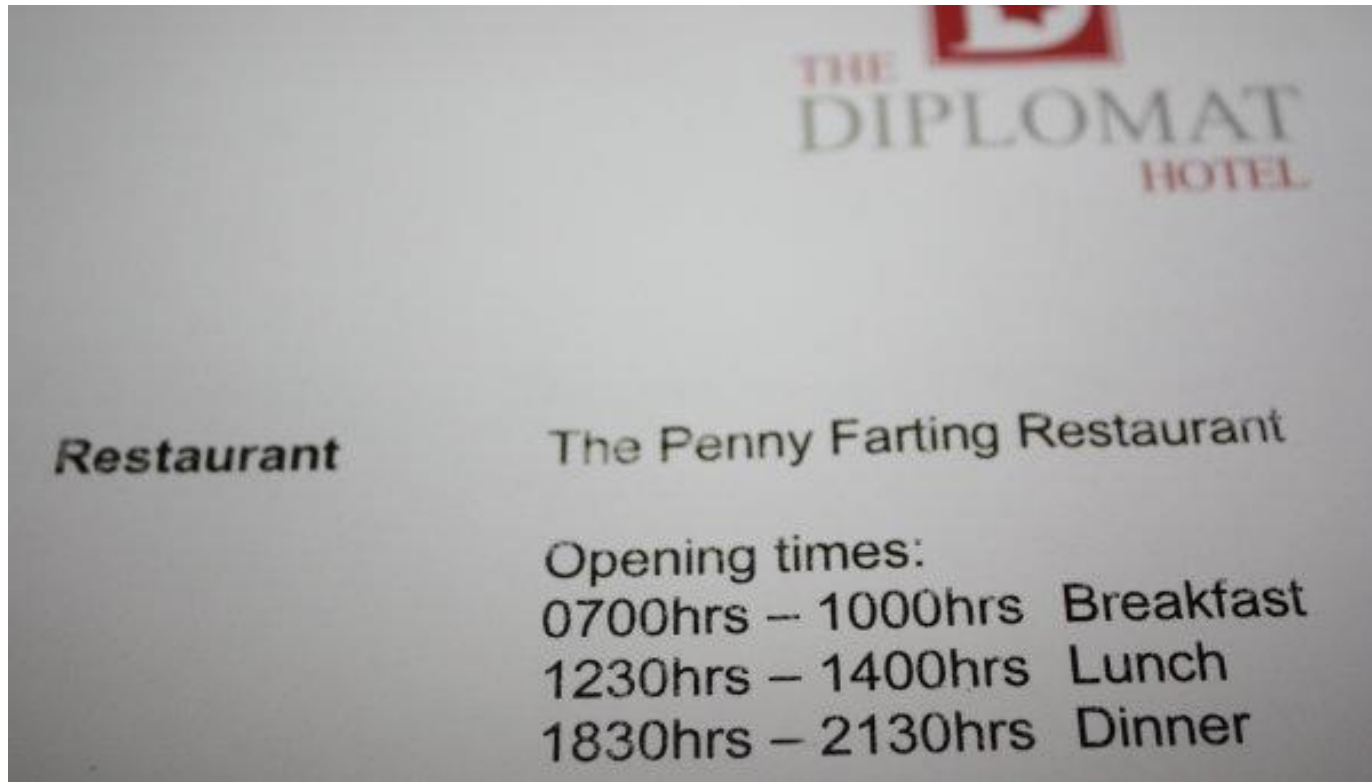 THE
DIPLOMAT
HOTEL
Restaurant The Penny Farting Restaurant
Opening times:
0700hrs – 1000hrs Breakfast
1230hrs – 1400hrs Lunch
1830hrs – 2130hrs Dinner